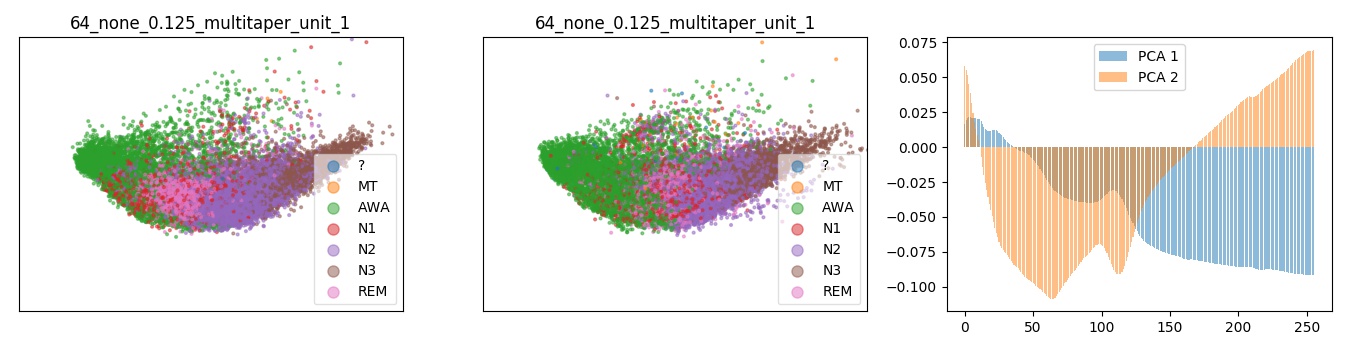 64_none_0.125_multitaper_unit_1
?
MT
AWA
N1
N2
N3
REM
64_none_0.125_multitaper_unit_1
?
MT
AWA
N1
N2
N3
REM
PCA 1
PCA 2
0.075
0.050
0.025
0.000
−0.025
−0.050
−0.075
−0.100
0 50 100 150 200 250